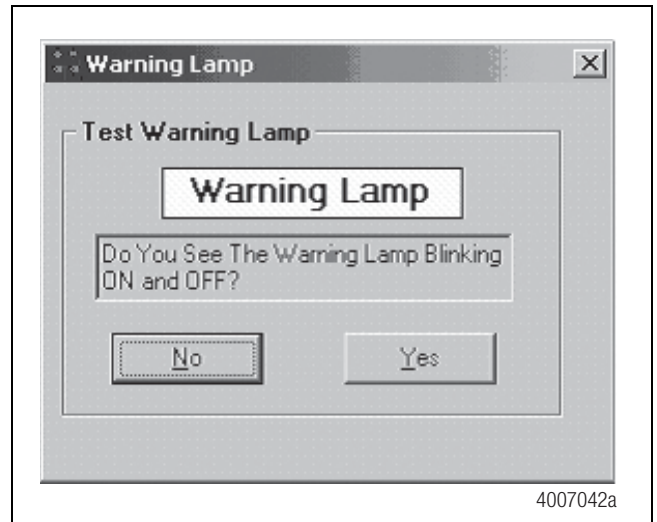 Warning Lamp
Test Warning Lamp
Warning Lamp
Do You See The Warning Lamp Blinking
ON and OFF?
No
Yes
4007042a